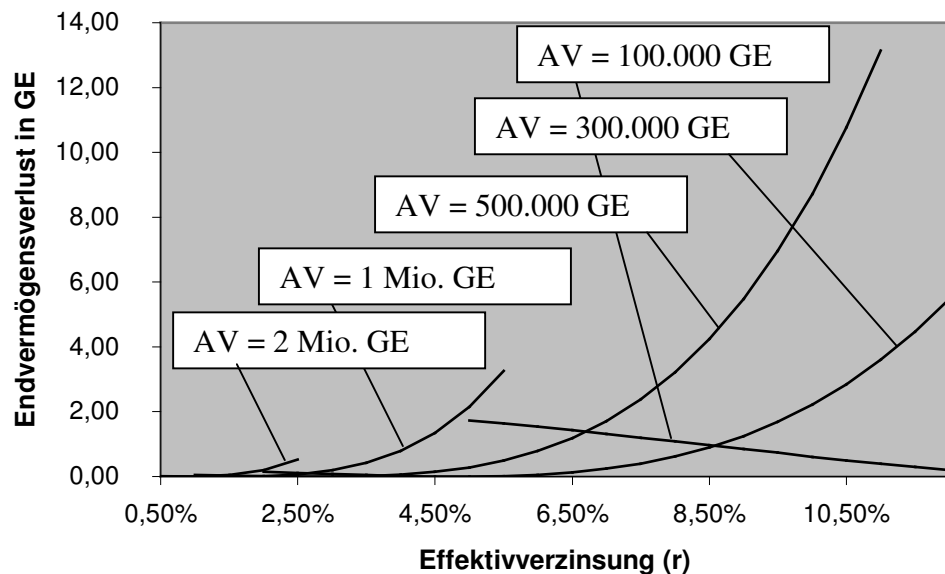 Endvermögensverlust in GE
14,00
12,00
10,00
8,00
6,00
4,00
2,00
0,00
AV = 100.000 GE
AV = 300.000 GE
AV = 500.000 GE
AV = 1 Mio. GE
AV = 2 Mio. GE
0,50% 2,50% 4,50% 6,50% 8,50% 10,50%
Effektivverzinsung (r)